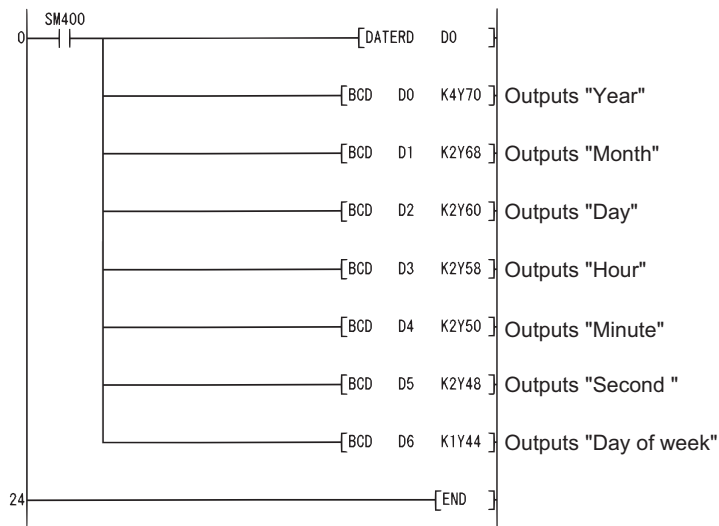 SM400
0 [DATERD D0 ]
[BCD D0 K4Y70 ] Outputs "Year"
[BCD D1 K2Y68 ] Outputs "Month"
[BCD D2 K2Y60 ] Outputs "Day"
[BCD D3 K2Y58 ] Outputs "Hour"
[BCD D4 K2Y50 ] Outputs "Minute"
[BCD D5 K2Y48 ] Outputs "Second "
[BCD D6 K1Y44 ] Outputs "Day of week"
24 [END ]